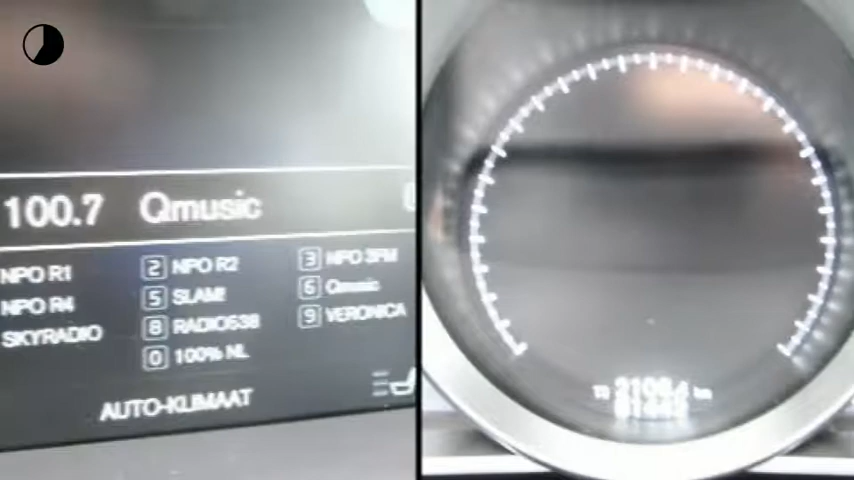 100.7 Qmusic
NPO R1 2 NPO R2 3 NPO 3FM
NPO R4 5 SLAM! 6 Qmusic
SKYRADIO 8 RADIO538 9 VERONICA
0 100% NL
AUTO-KLIMAAT
km